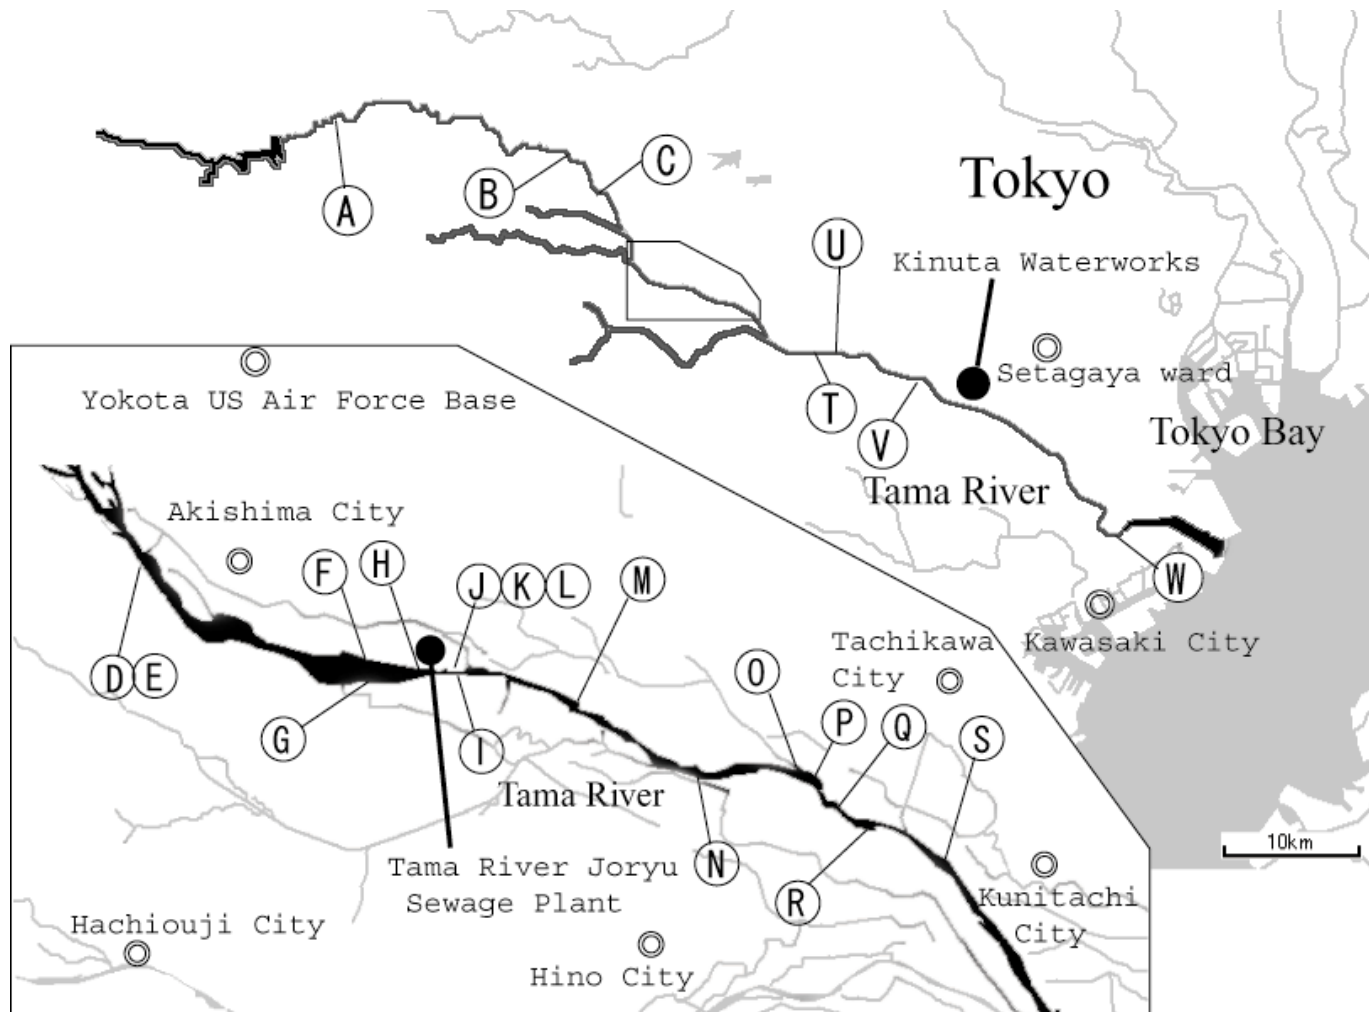 A
B
C
Tokyo
U
Kinuta Waterworks
Setagaya ward
T
V
Tokyo Bay
Tama River
W
Kawasaki City
10km
Yokota US Air Force Base
Akishima City
D E
F
H
J K L
M
G
I
Tama River
Tama River Joryu
Sewage Plant
N
O
P
Q
R
S
Tachikawa
City
Kunitachi
City
Hachiouji City
Hino City